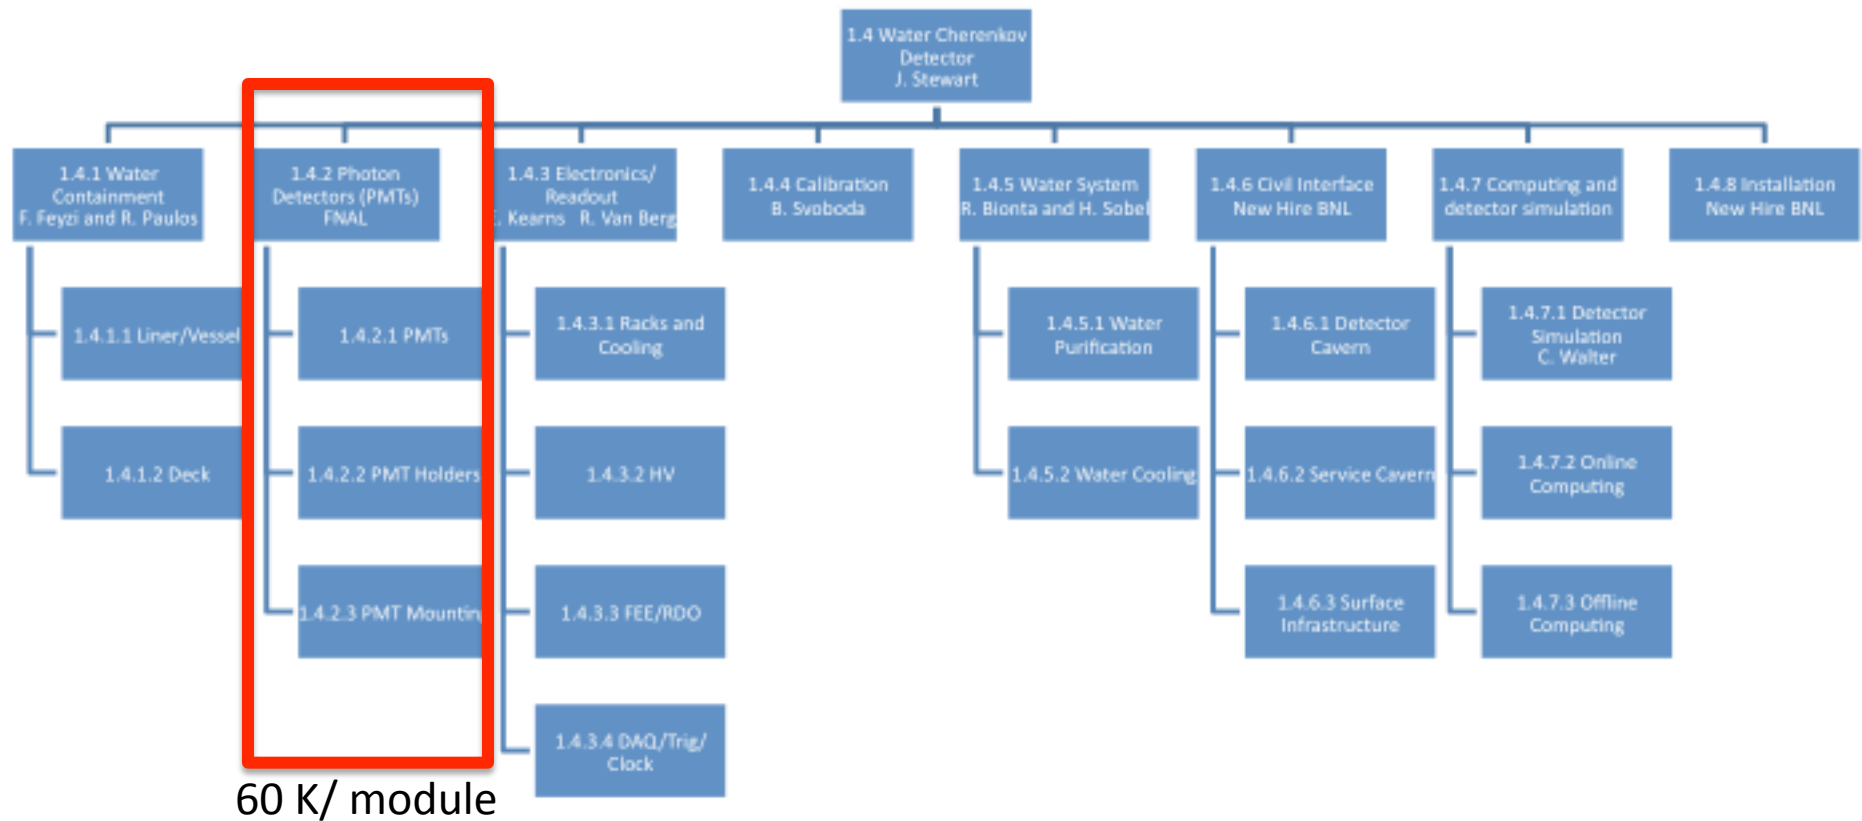 1.4 Water Cherenkov
Detector
J. Stewart
1.4.1 Water
Containment
F. Feyzi and R. Paulos
1.4.2 Photon
Detectors (PMTs)
FNAL
1.4.3 Electronics/
Readout
Kearns R. Van Berg
1.4.4 Calibration
B. Svoboda
1.4.5 Water System
R. Bionta and H. Sobel
1.4.6 Civil Interface
New Hire BNL
1.4.7 Computing and
detector simulation
1.4.8 Installation
New Hire BNL
1.4.1.1 Liner/Vessel
1.4.1.2 Deck
1.4.2.1 PMTs
1.4.2.2 PMT Holders
1.4.2.3 PMT Mounting
1.4.3.1 Racks and
Cooling
1.4.3.2 HV
1.4.3.3 FEE/RDO
1.4.3.4 DAQ/Trig/
Clock
1.4.5.1 Water
Purification
1.4.5.2 Water Cooling
1.4.6.1 Detector
Cavern
1.4.6.2 Service Cavern
1.4.6.3 Surface
Infrastructure
1.4.7.1 Detector
Simulation
C. Walter
1.4.7.2 Online
Computing
1.4.7.3 Offline
Computing
60 K/ module